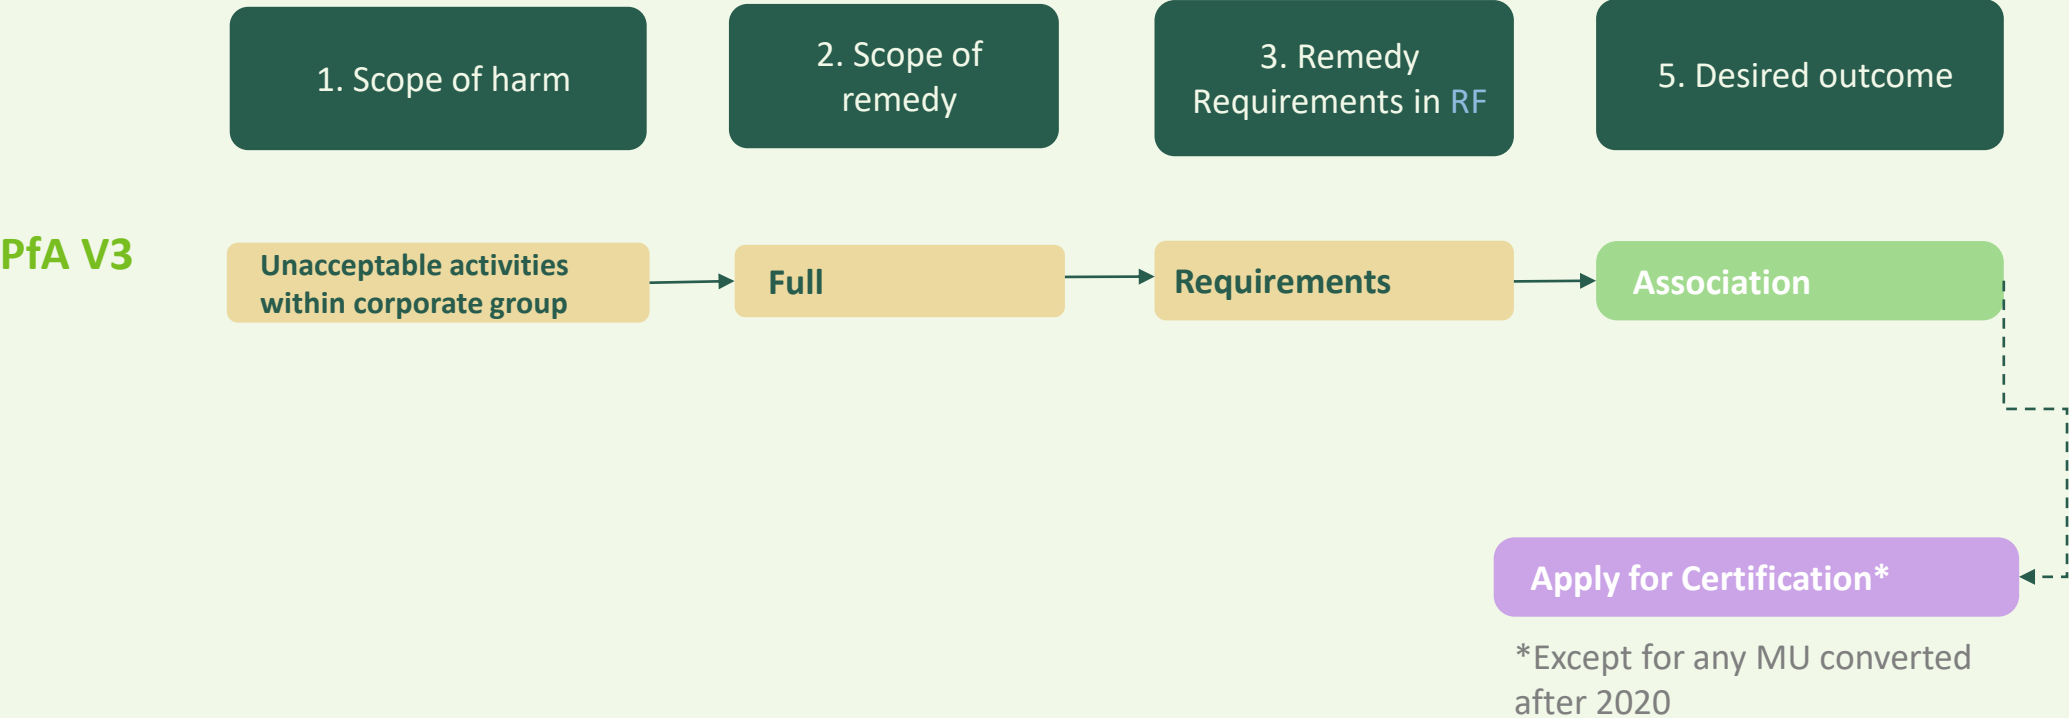 1. Scope of harm
2. Scope of
remedy
3. Remedy
Requirements in RF
5. Desired outcome
PfA V3
Unacceptable activities
within corporate group
Full
Requirements
Association
Apply for Certification*
*Except for any MU converted
after 2020